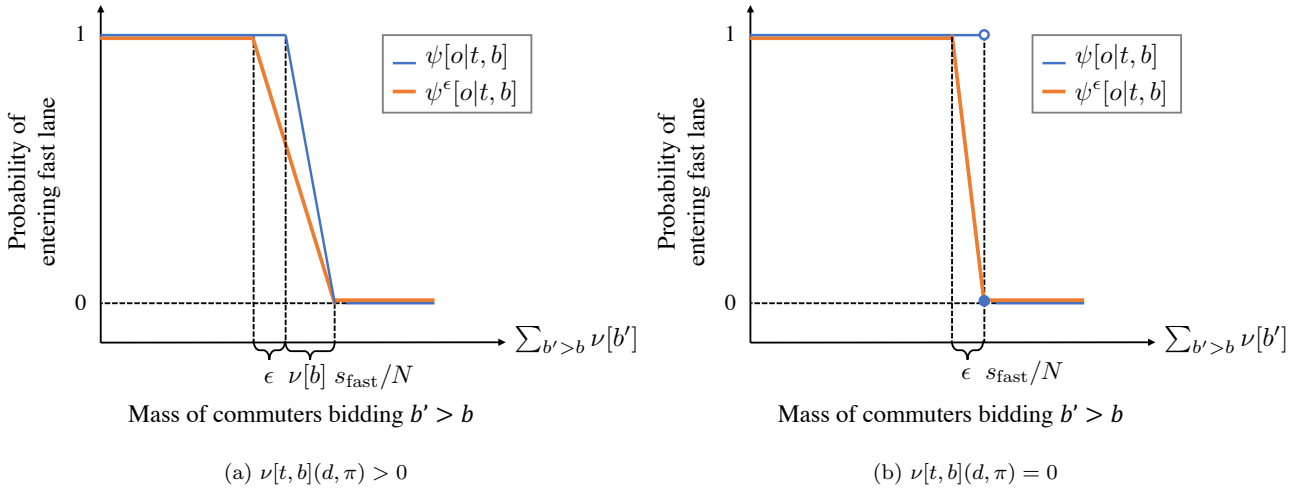 1
0
Probability of
entering fast lane
ψ[o|t, b]
ψ^ϵ[o|t, b]
∑_{b′>b} ν[b′]
ϵ ν[b] s_fast/N
Mass of commuters bidding b′ > b
(a) ν[t, b](d, π) > 0
1
0
Probability of
entering fast lane
ψ[o|t, b]
ψ^ϵ[o|t, b]
∑_{b′>b} ν[b′]
ϵ s_fast/N
Mass of commuters bidding b′ > b
(b) ν[t, b](d, π) = 0